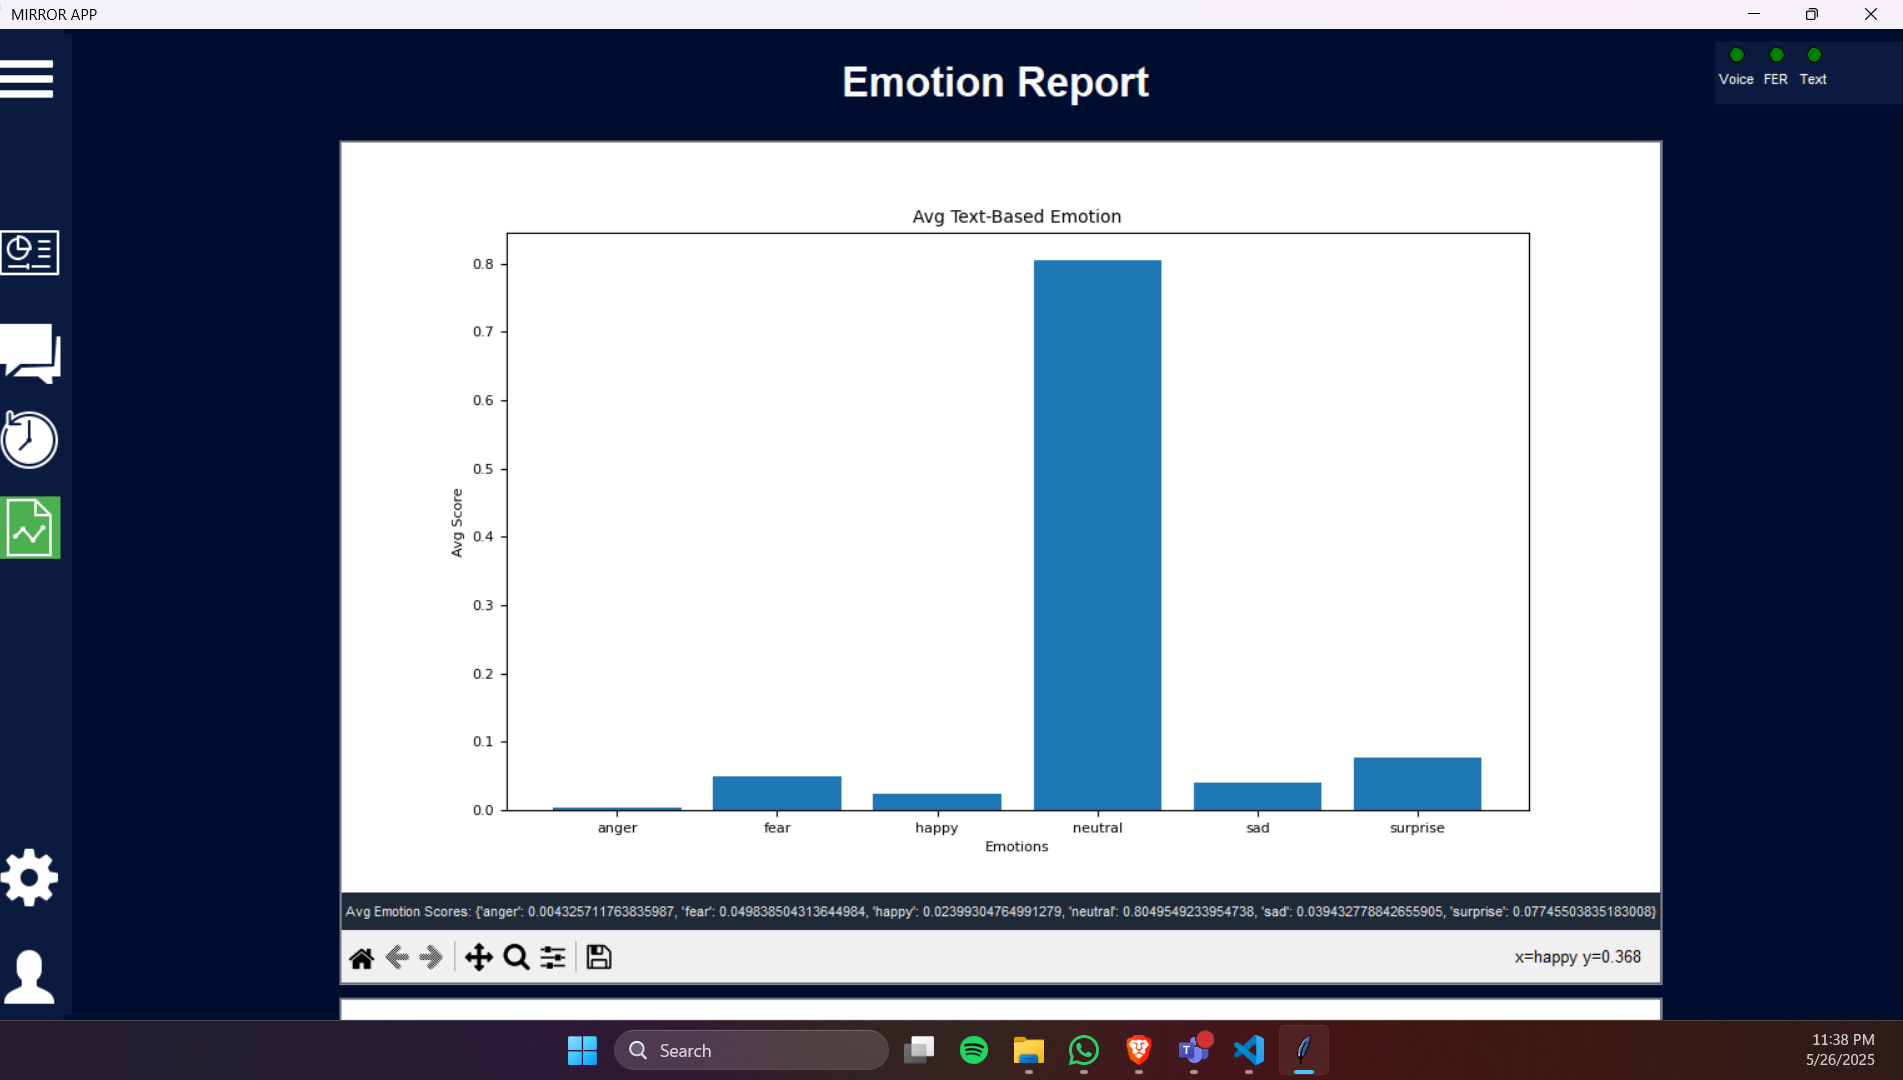 MIRROR APP
Emotion Report
Voice FER Text
Avg Text-Based Emotion
0.8
0.7
0.6
0.5
0.4
0.3
0.2
0.1
0.0
Avg Score
anger fear happy neutral sad surprise
Emotions
Avg Emotion Scores: {'anger': 0.004325711763835987, 'fear': 0.049838504313644984, 'happy': 0.02399304764991279, 'neutral': 0.8049549233954738, 'sad': 0.039432778842655905, 'surprise': 0.07745503835183008}
x=happy y=0.368
Search
11:38 PM
5/26/2025